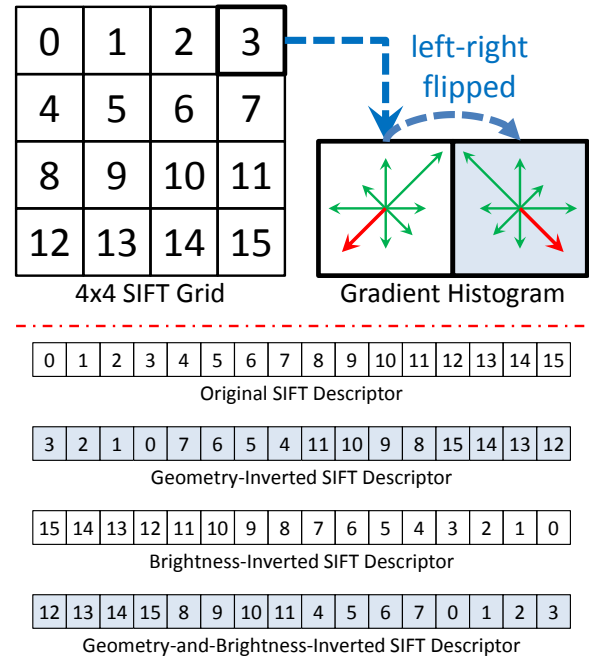 0 1 2 3
left-right
flipped
4 5 6 7
8 9 10 11
12 13 14 15
4x4 SIFT Grid
Gradient Histogram
0 1 2 3 4 5 6 7 8 9 10 11 12 13 14 15
Original SIFT Descriptor
3 2 1 0 7 6 5 4 11 10 9 8 15 14 13 12
Geometry-Inverted SIFT Descriptor
15 14 13 12 11 10 9 8 7 6 5 4 3 2 1 0
Brightness-Inverted SIFT Descriptor
12 13 14 15 8 9 10 11 4 5 6 7 0 1 2 3
Geometry-and-Brightness-Inverted SIFT Descriptor